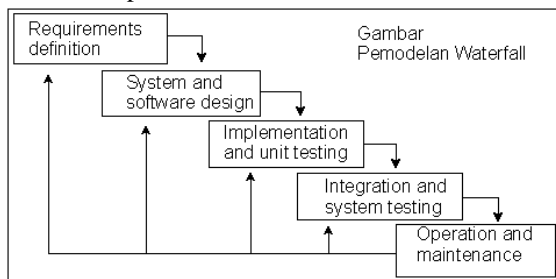 Requirements
definition
Gambar
Pemodelan Waterfall
System and
software design
Implementation
and unit testing
Integration and
system testing
Operation and
maintenance